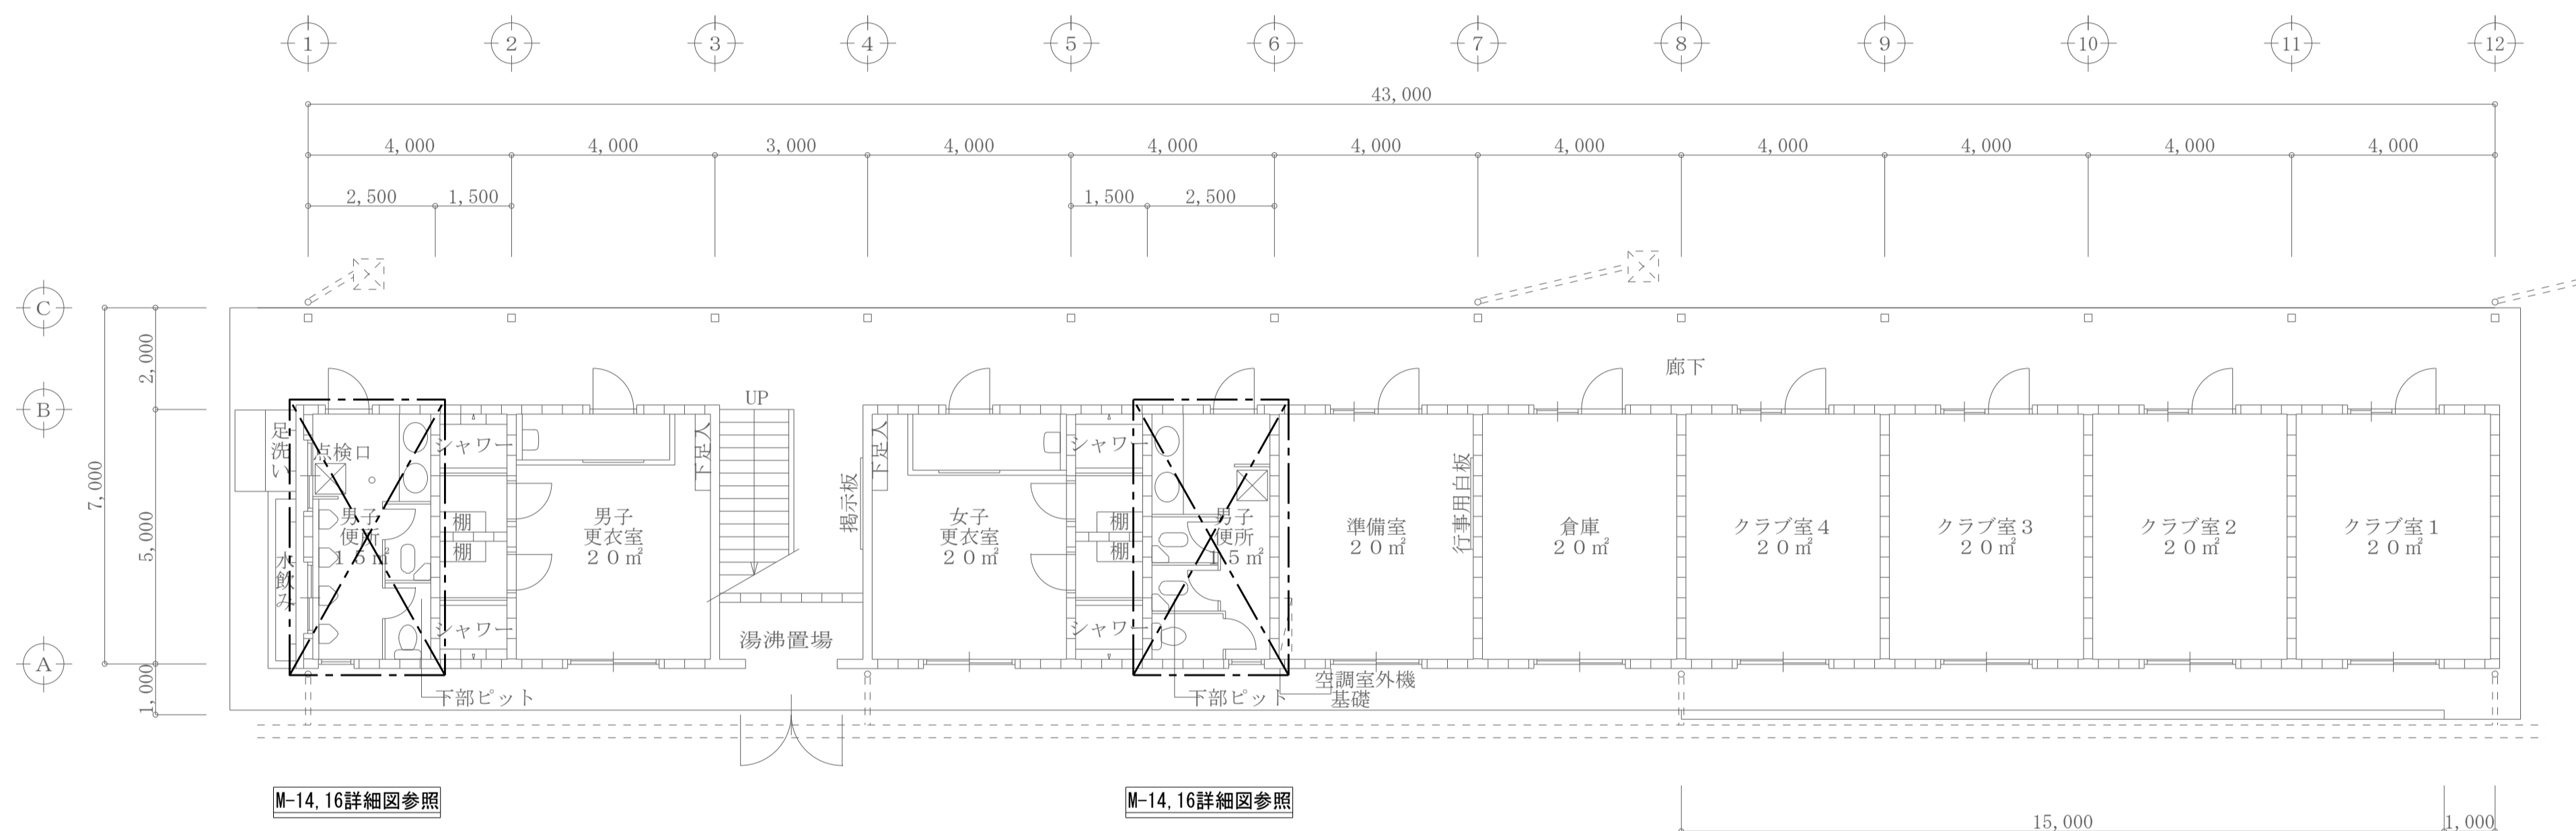 1 2 3 4 5 6 7 8 9 10 11 12
43,000
4,000 4,000 3,000 4,000 4,000 4,000 4,000 4,000 4,000 4,000 4,000
2,500 1,500 1,500 2,500
C
B
A
2,000
7,000
5,000
1,000
廊下
UP
足洗い
点検口
シャワー
下足入
下足入
シャワー
掲示板
行事用白板
男子
便所
15㎡
棚
棚
男子
更衣室
20㎡
女子
更衣室
20㎡
棚
棚
男子
便所
15㎡
準備室
20㎡
倉庫
20㎡
クラブ室4
20㎡
クラブ室3
20㎡
クラブ室2
20㎡
クラブ室1
20㎡
水飲み
シャワー
湯沸置場
シャワー
下部ピット
下部ピット
空調室外機
基礎
M-14,16詳細図参照
M-14,16詳細図参照
15,000 1,000